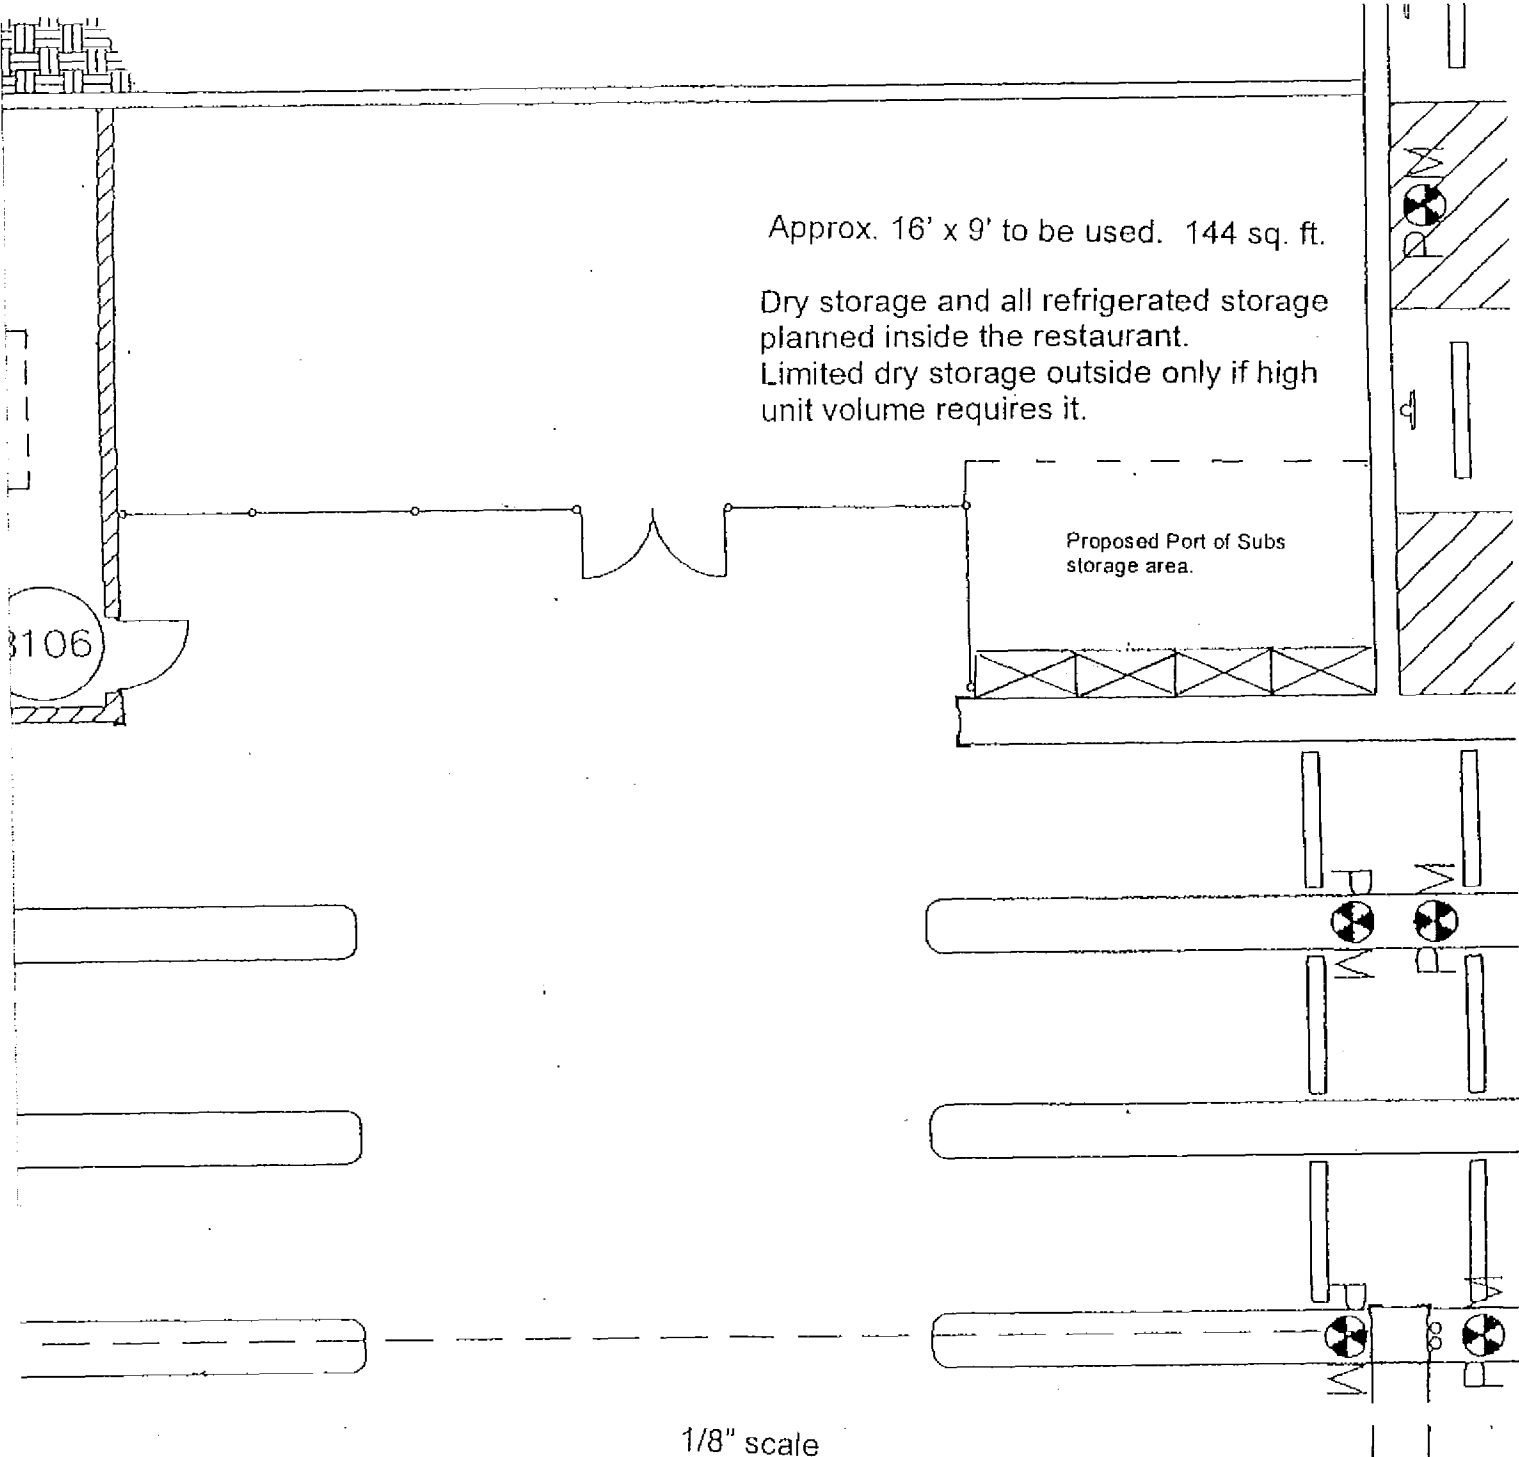 Approx. 16' x 9' to be used. 144 sq. ft.
Dry storage and all refrigerated storage
planned inside the restaurant.
Limited dry storage outside only if high
unit volume requires it.
Proposed Port of Subs
storage area.
3106
P M
P M
P M
P M
P M
1/8" scale